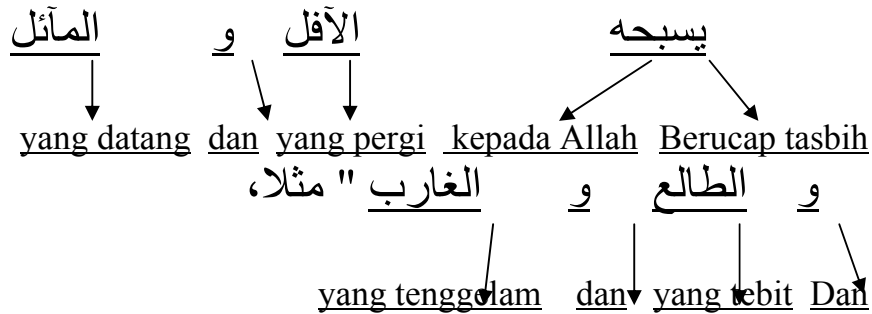 يسبحه الآفل و المآئل
yang datang dan yang pergi kepada Allah Berucap tasbih
و الطالع و الغارب " مثلا،
yang tenggelam dan yang tebit Dan